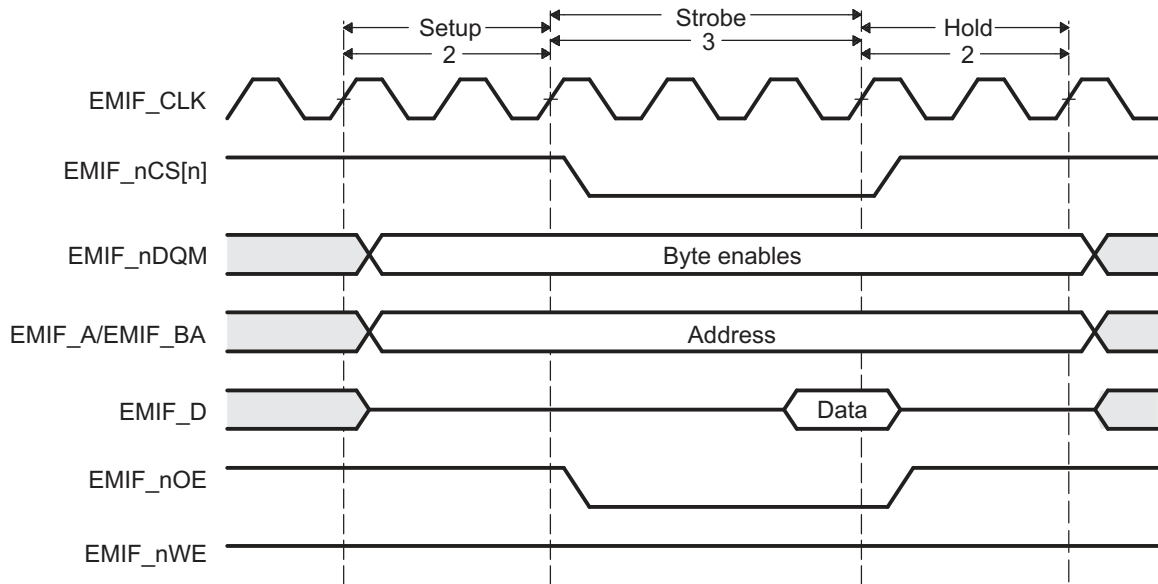 Setup
Strobe
Hold
2
3
2
EMIF_CLK
EMIF_nCS[n]
EMIF_nDQM
Byte enables
EMIF_A/EMIF_BA
Address
EMIF_D
Data
EMIF_nOE
EMIF_nWE